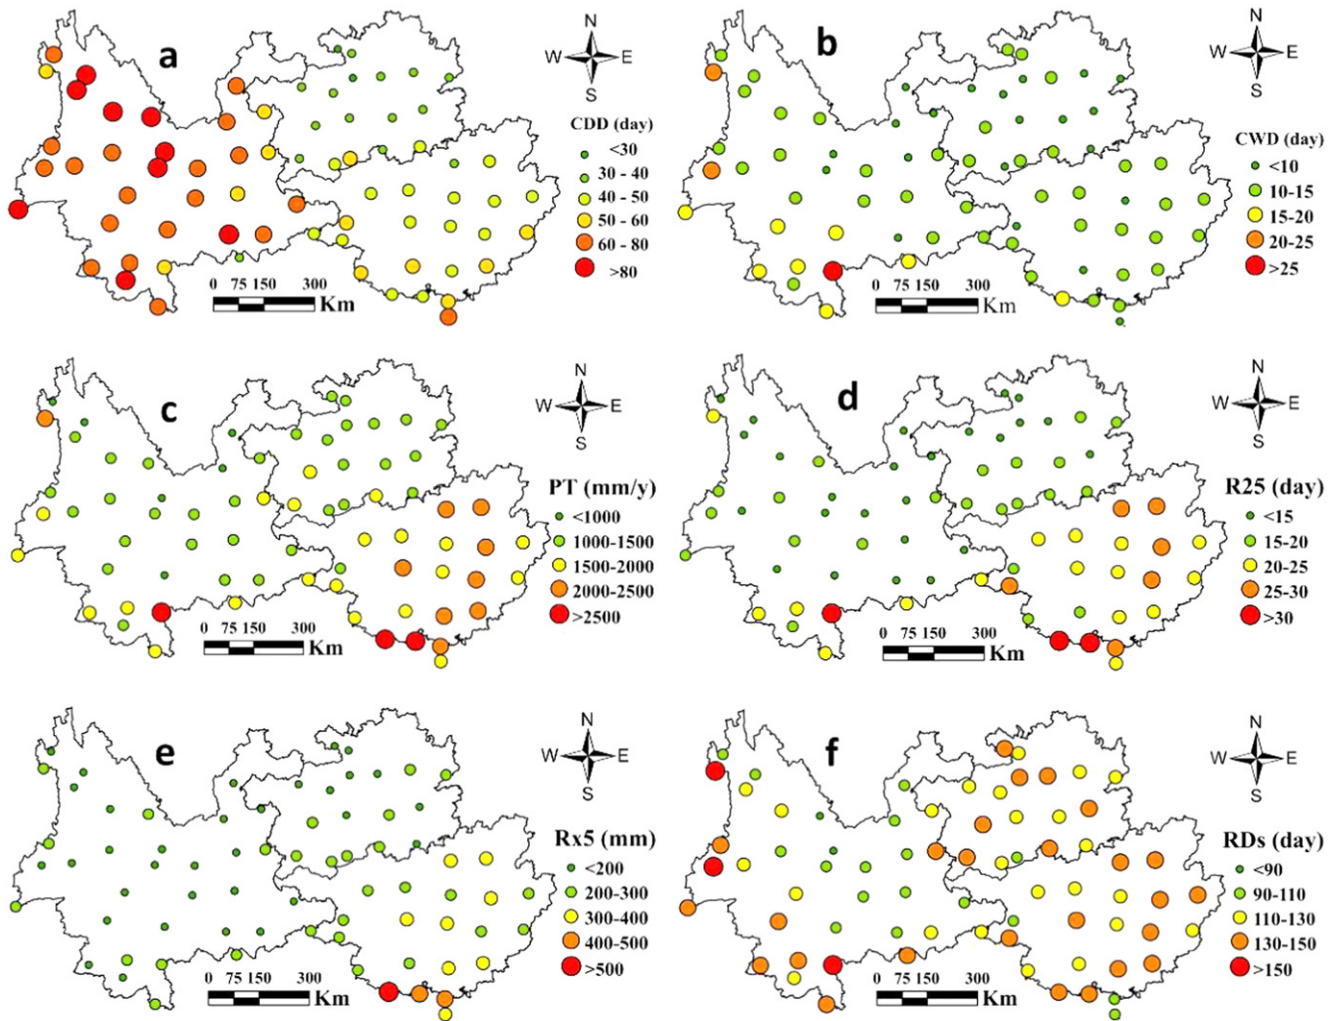 a
N
W E
S
CDD (day)
<30
30 - 40
40 - 50
50 - 60
60 - 80
>80
0 75 150 300
Km
b
N
W E
S
CWD (day)
<10
10-15
15-20
20-25
>25
0 75 150 300
Km
c
N
W E
S
PT (mm/y)
<1000
1000-1500
1500-2000
2000-2500
>2500
0 75 150 300
Km
d
N
W E
S
R25 (day)
<15
15-20
20-25
25-30
>30
0 75 150 300
Km
e
N
W E
S
Rx5 (mm)
<200
200-300
300-400
400-500
>500
0 75 150 300
Km
f
N
W E
S
RDs (day)
<90
90-110
110-130
130-150
>150
0 75 150 300
Km